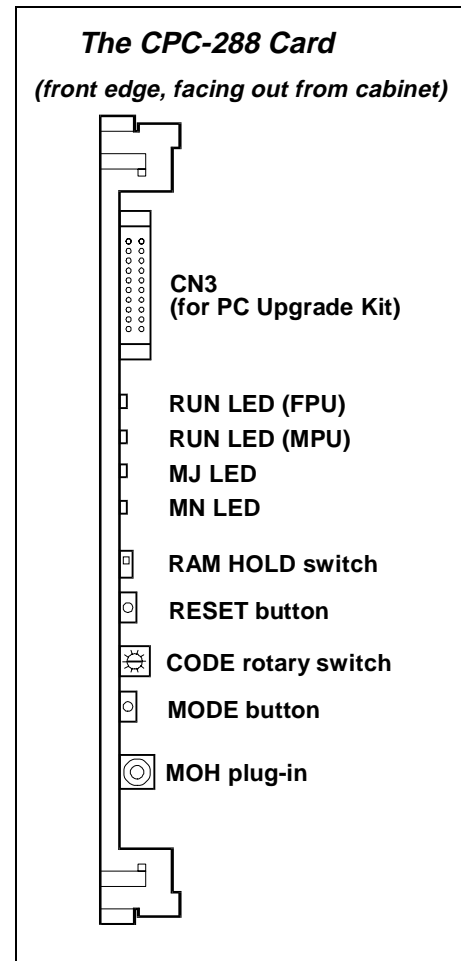 The CPC-288 Card
(front edge, facing out from cabinet)
CN3
(for PC Upgrade Kit)
RUN LED (FPU)
RUN LED (MPU)
MJ LED
MN LED
RAM HOLD switch
RESET button
CODE rotary switch
MODE button
MOH plug-in